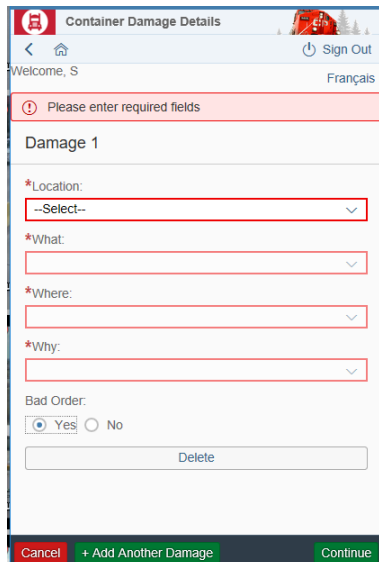 Container Damage Details
Sign Out
Welcome, S
Français
Please enter required fields
Damage 1
*Location:
--Select--
*What:
*Where:
*Why:
Bad Order:
Yes No
Delete
Cancel + Add Another Damage Continue